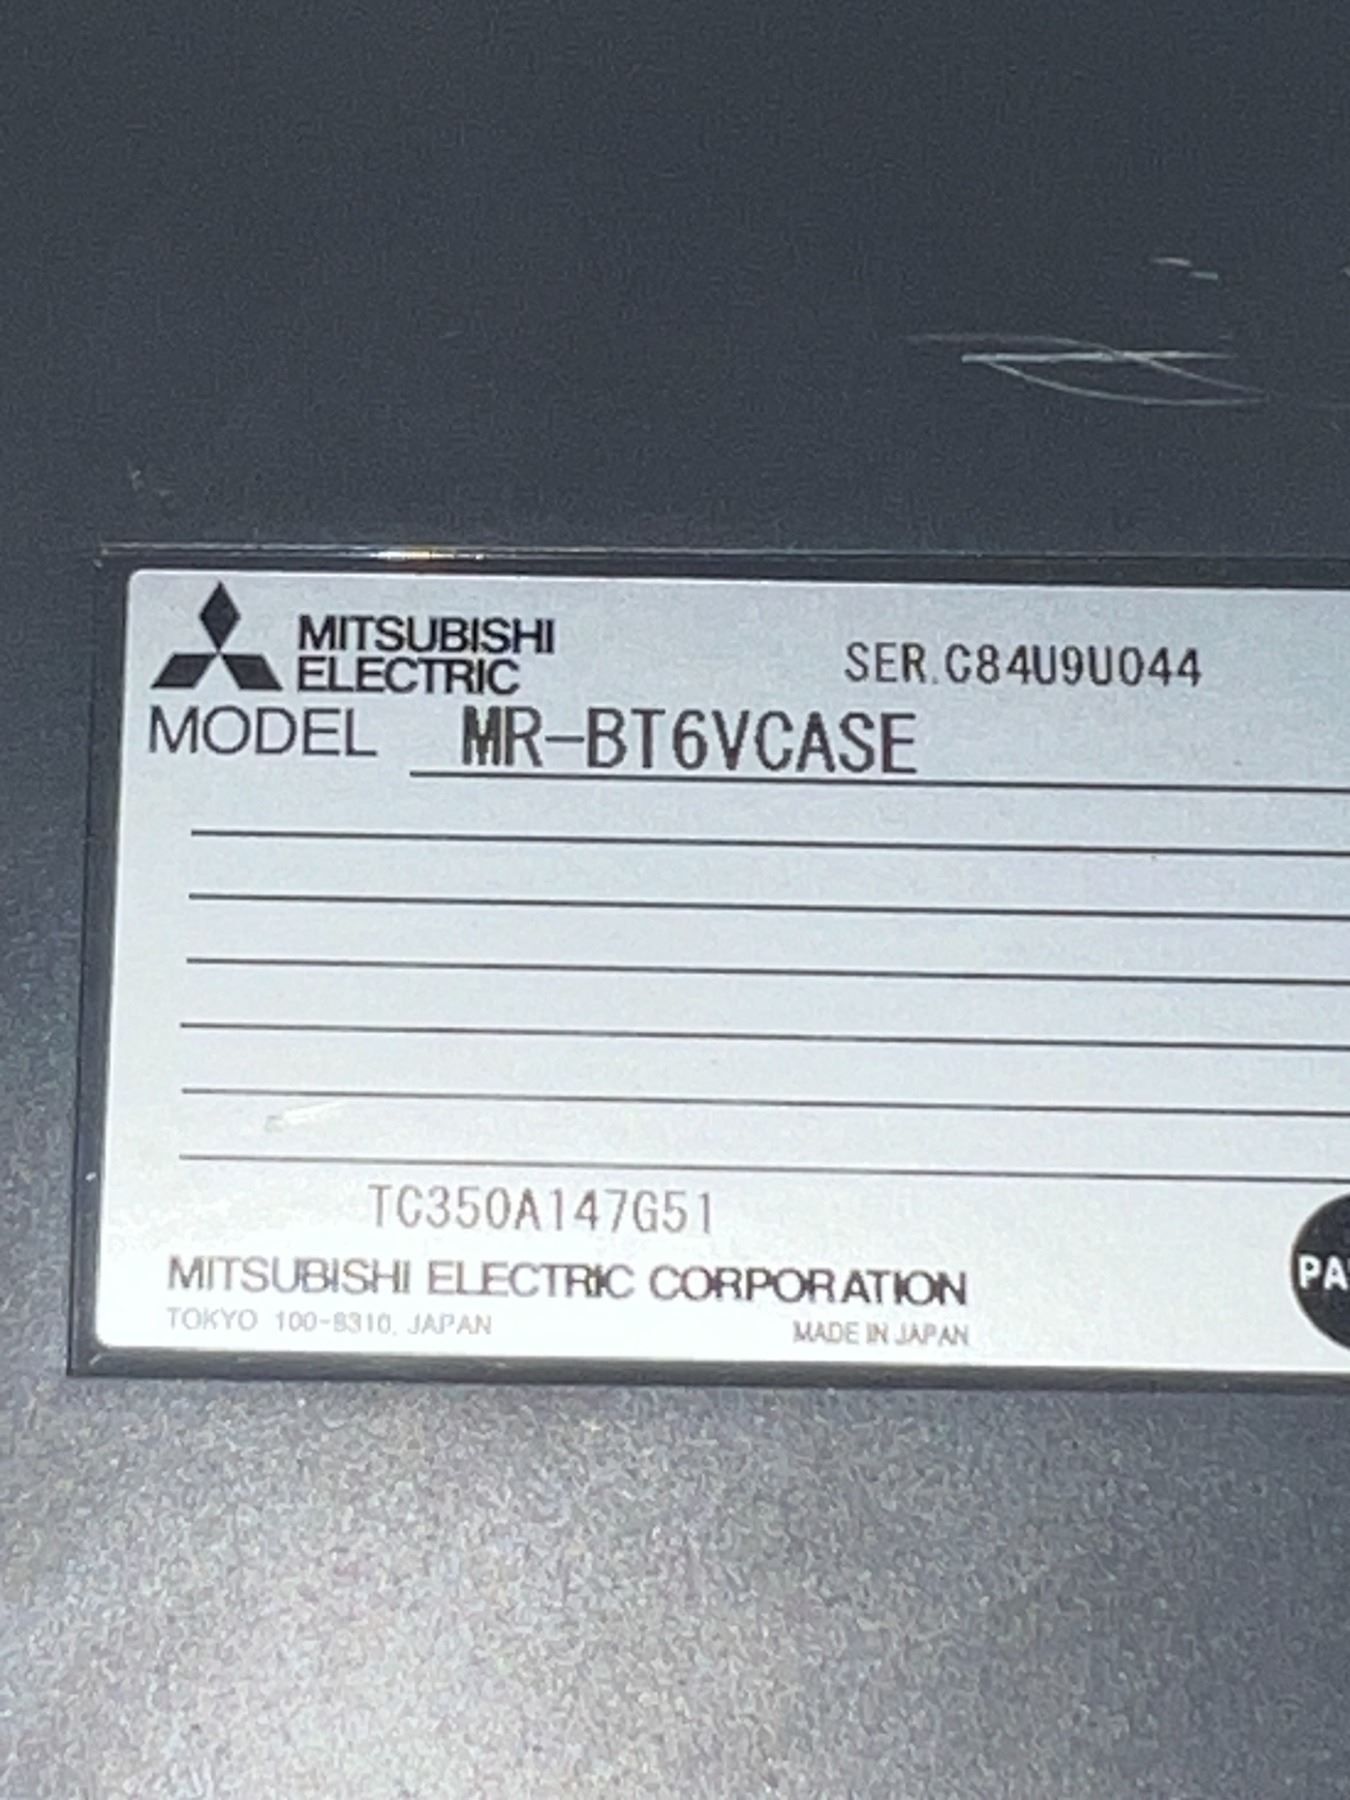 MITSUBISHI
ELECTRIC
SER.C84U9U044
MODEL MR-BT6VCASE
TC350A147G51
MITSUBISHI ELECTRIC CORPORATION
TOKYO 100-8310, JAPAN MADE IN JAPAN